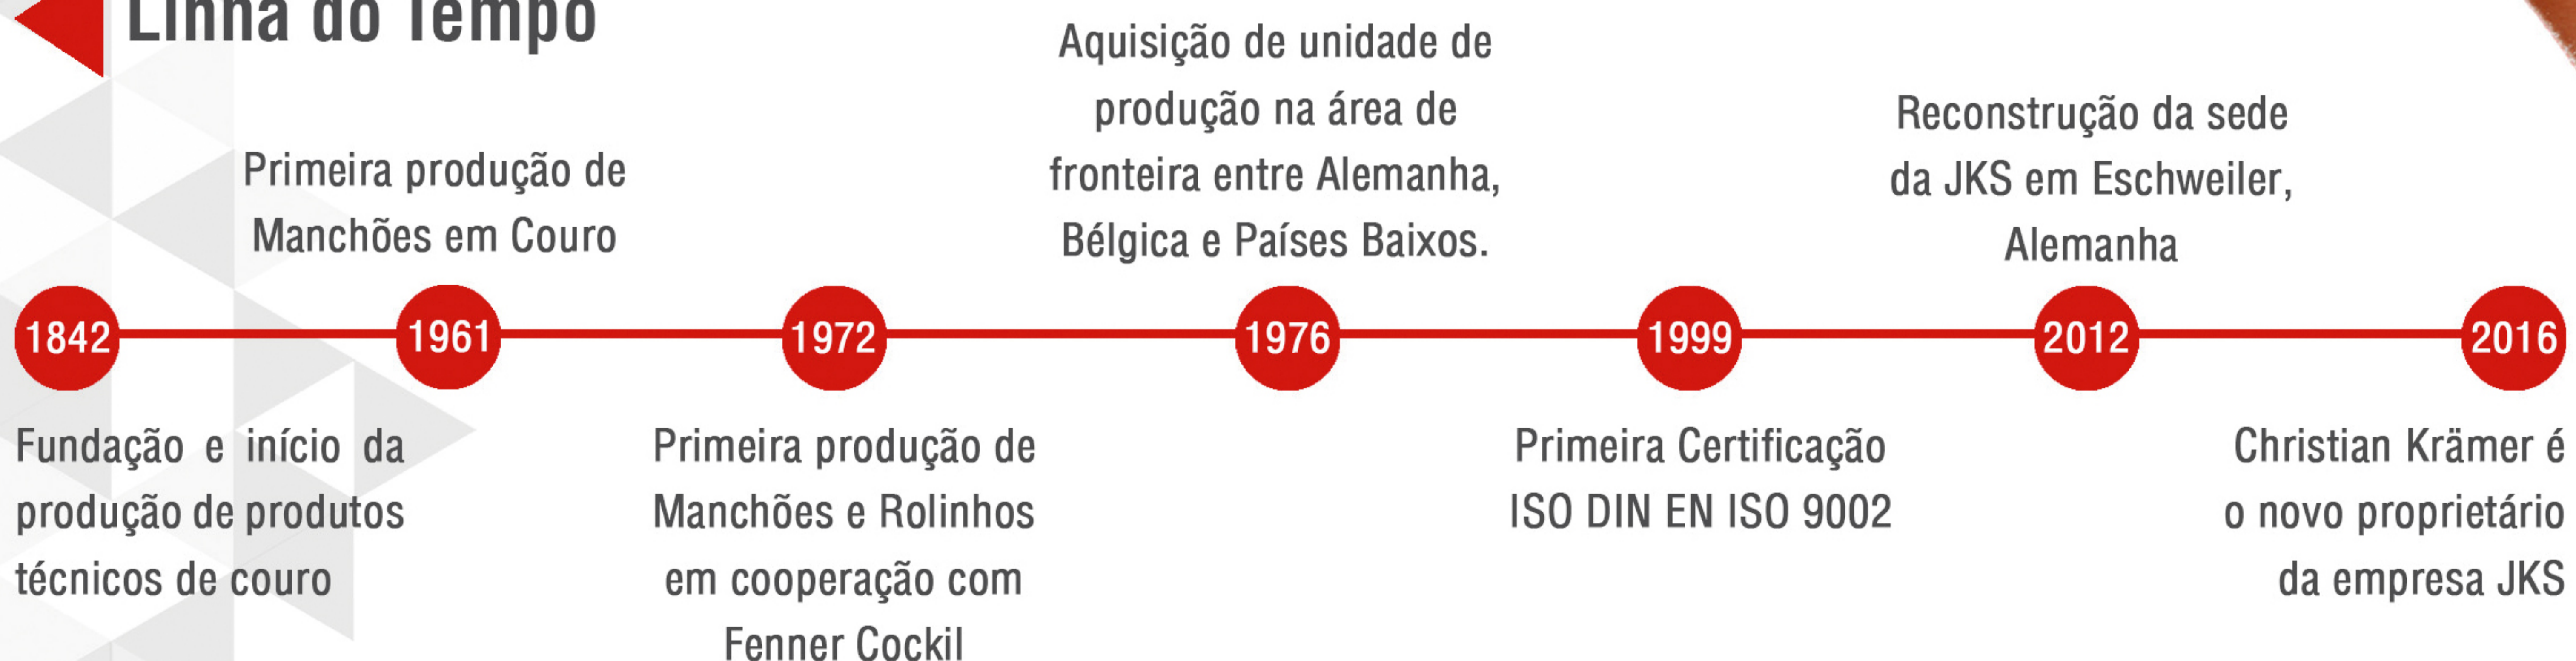 Linha do Tempo
Fundação e início da
produção de produtos
técnicos de couro
1842
Primeira produção de
Manchões em Couro
1961
1972
Primeira produção de
Manchões e Rolinhos
em cooperação com
Fenner Cockil
Aquisição de unidade de
produção na área de
fronteira entre Alemanha,
Bélgica e Países Baixos.
1976
1999
Primeira Certificação
ISO DIN EN ISO 9002
Reconstrução da sede
da JKS em Eschweiler,
Alemanha
2012
2016
Christian Krämer é
o novo proprietário
da empresa JKS